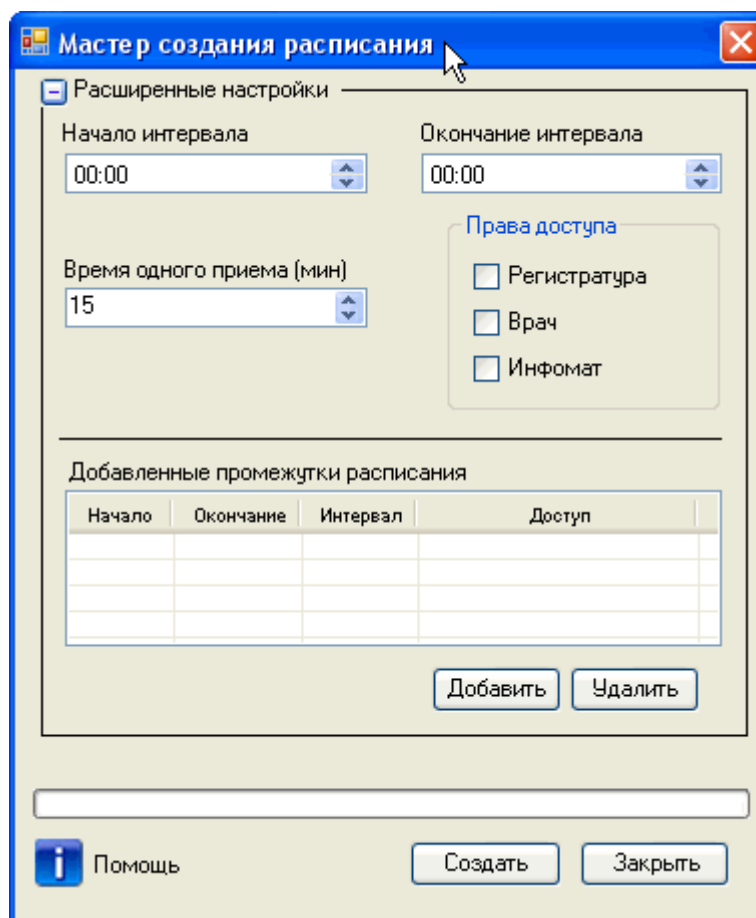 Мастер создания расписания
Расширенные настройки
Начало интервала
Окончание интервала
00:00
00:00
Права доступа
Время одного приема (мин)
15
Регистратура
Врач
Инфомат
Добавленные промежутки расписания
Начало Окончание Интервал Доступ
Добавить Удалить
i Помощь Создать Закрыть